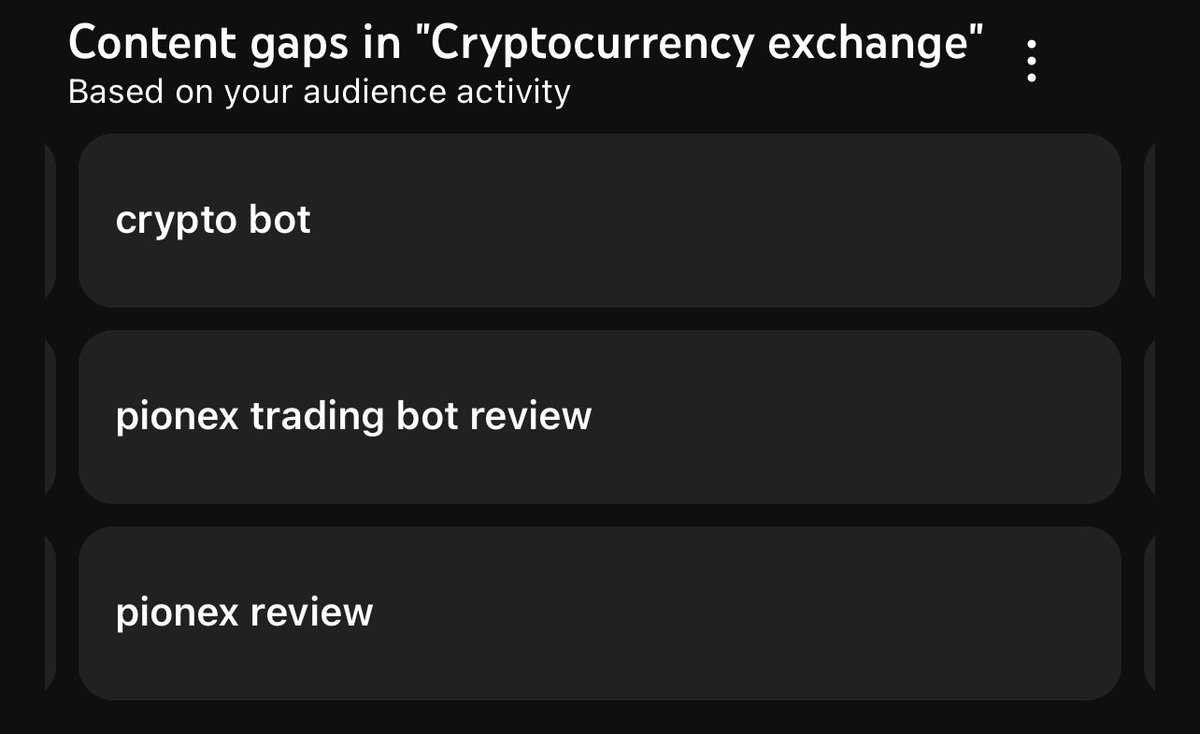 Content gaps in "Cryptocurrency exchange"
Based on your audience activity
crypto bot
pionex trading bot review
pionex review